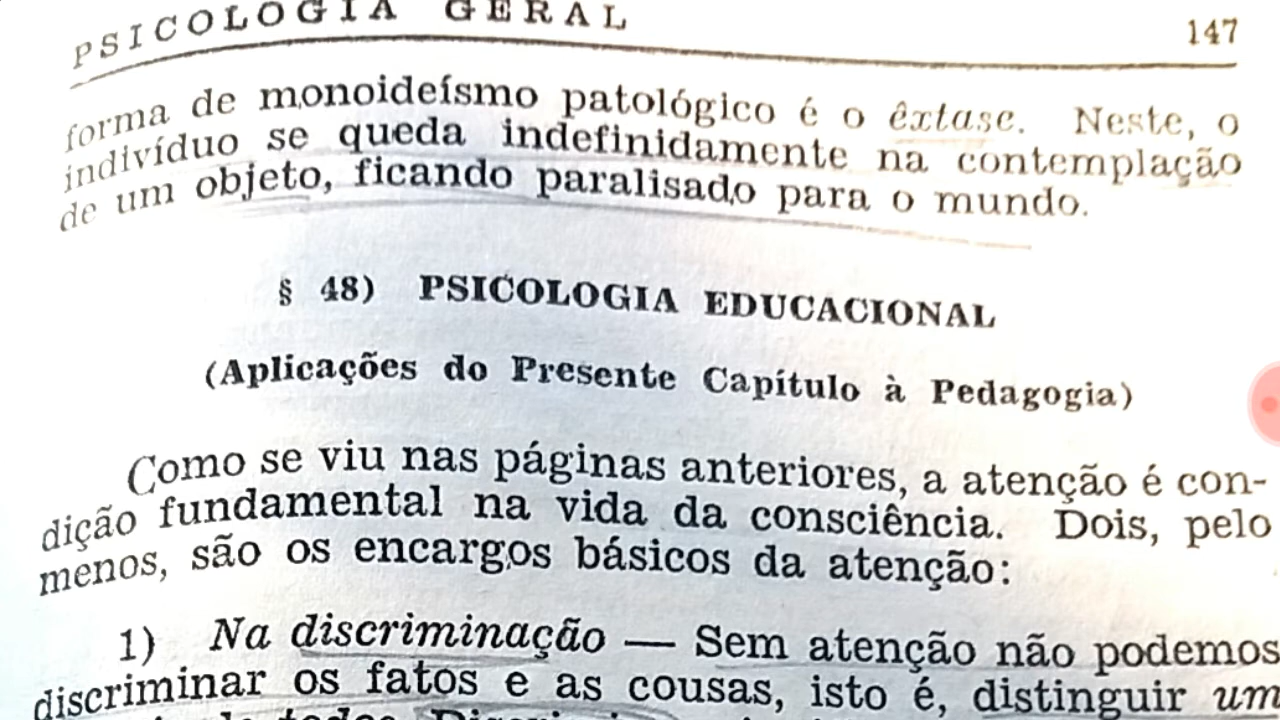 PSICOLOGIA GERAL 147
forma de monoideísmo patológico é o êxtase. Neste, o
indivíduo se queda indefinidamente na contemplação
de um objeto, ficando paralisado para o mundo.
§ 48) PSICOLOGIA EDUCACIONAL
(Aplicações do Presente Capítulo à Pedagogia)
Como se viu nas páginas anteriores, a atenção é con-
dição fundamental na vida da consciência. Dois, pelo
menos, são os encargos básicos da atenção:
1) Na discriminação — Sem atenção não podemos
discriminar os fatos e as cousas, isto é, distinguir um